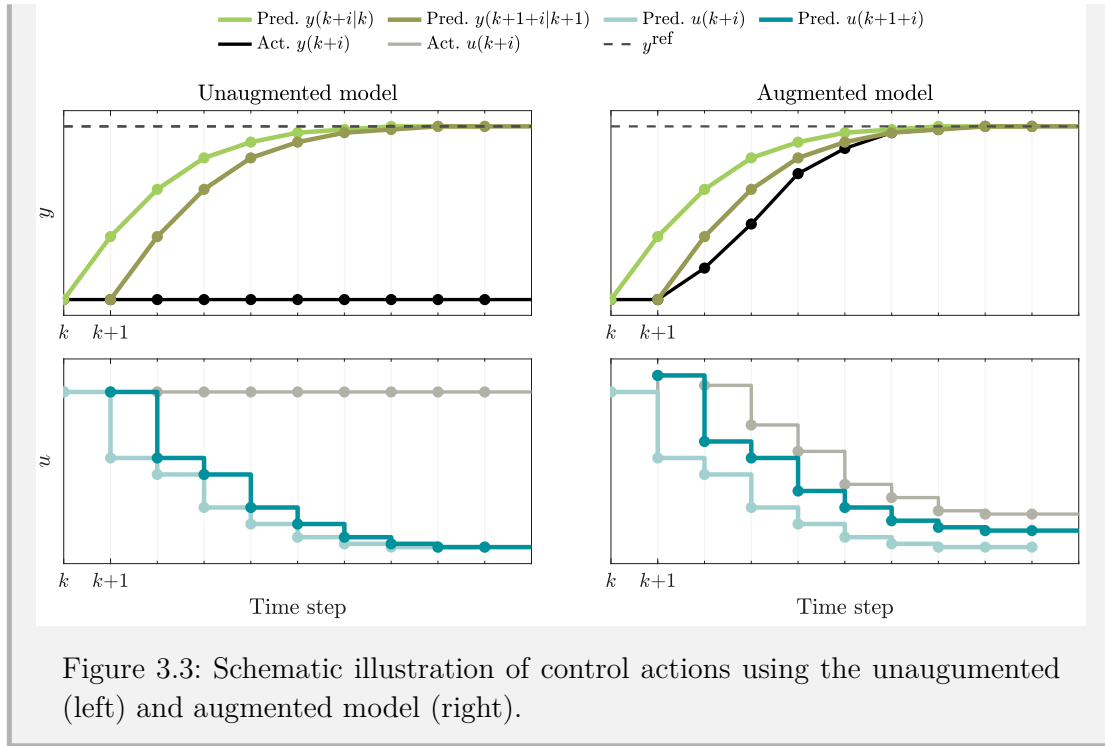 Pred. y(k+i|k) Pred. y(k+1+i|k+1) Pred. u(k+i) Pred. u(k+1+i)
Act. y(k+i) Act. u(k+i) y^ref
Unaugmented model Augmented model
y
k k+1 k k+1
u
k k+1 k k+1
Time step Time step
Figure 3.3: Schematic illustration of control actions using the unaugumented
(left) and augmented model (right).